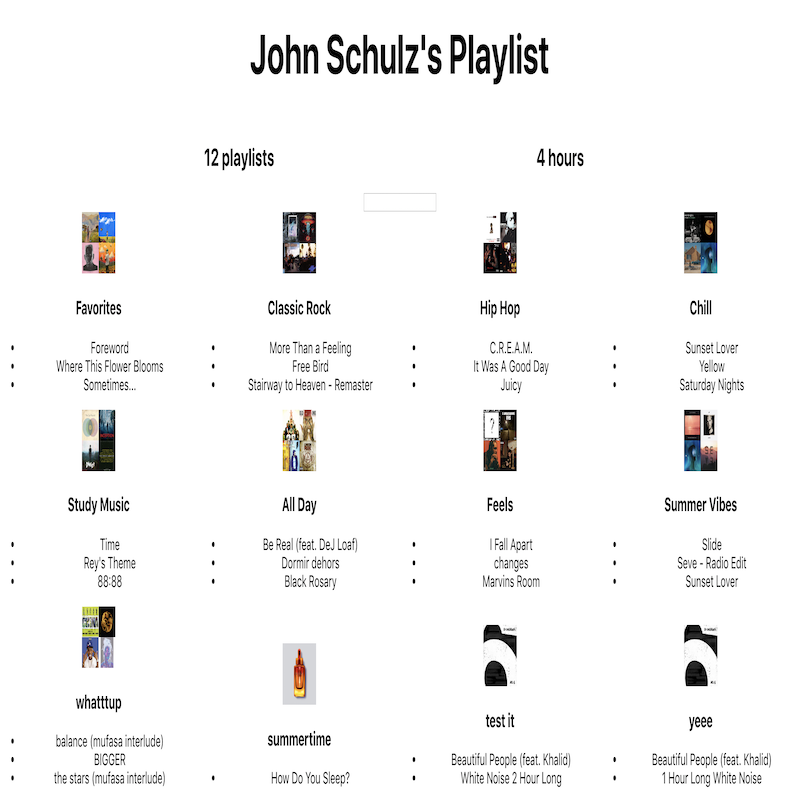 John Schulz's Playlist
12 playlists
4 hours
Favorites
• Foreword
• Where This Flower Blooms
• Sometimes...
Classic Rock
• More Than a Feeling
• Free Bird
• Stairway to Heaven - Remaster
Hip Hop
• C.R.E.A.M.
• It Was A Good Day
• Juicy
Chill
• Sunset Lover
• Yellow
• Saturday Nights
Study Music
• Time
• Rey's Theme
• 88:88
All Day
• Be Real (feat. DeJ Loaf)
• Dormir dehors
• Black Rosary
Feels
• I Fall Apart
• changes
• Marvins Room
Summer Vibes
• Slide
• Seve - Radio Edit
• Sunset Lover
whatttup
• balance (mufasa interlude)
• BIGGER
• the stars (mufasa interlude)
summertime
• How Do You Sleep?
test it
• Beautiful People (feat. Khalid)
• White Noise 2 Hour Long
yeee
• Beautiful People (feat. Khalid)
• 1 Hour Long White Noise